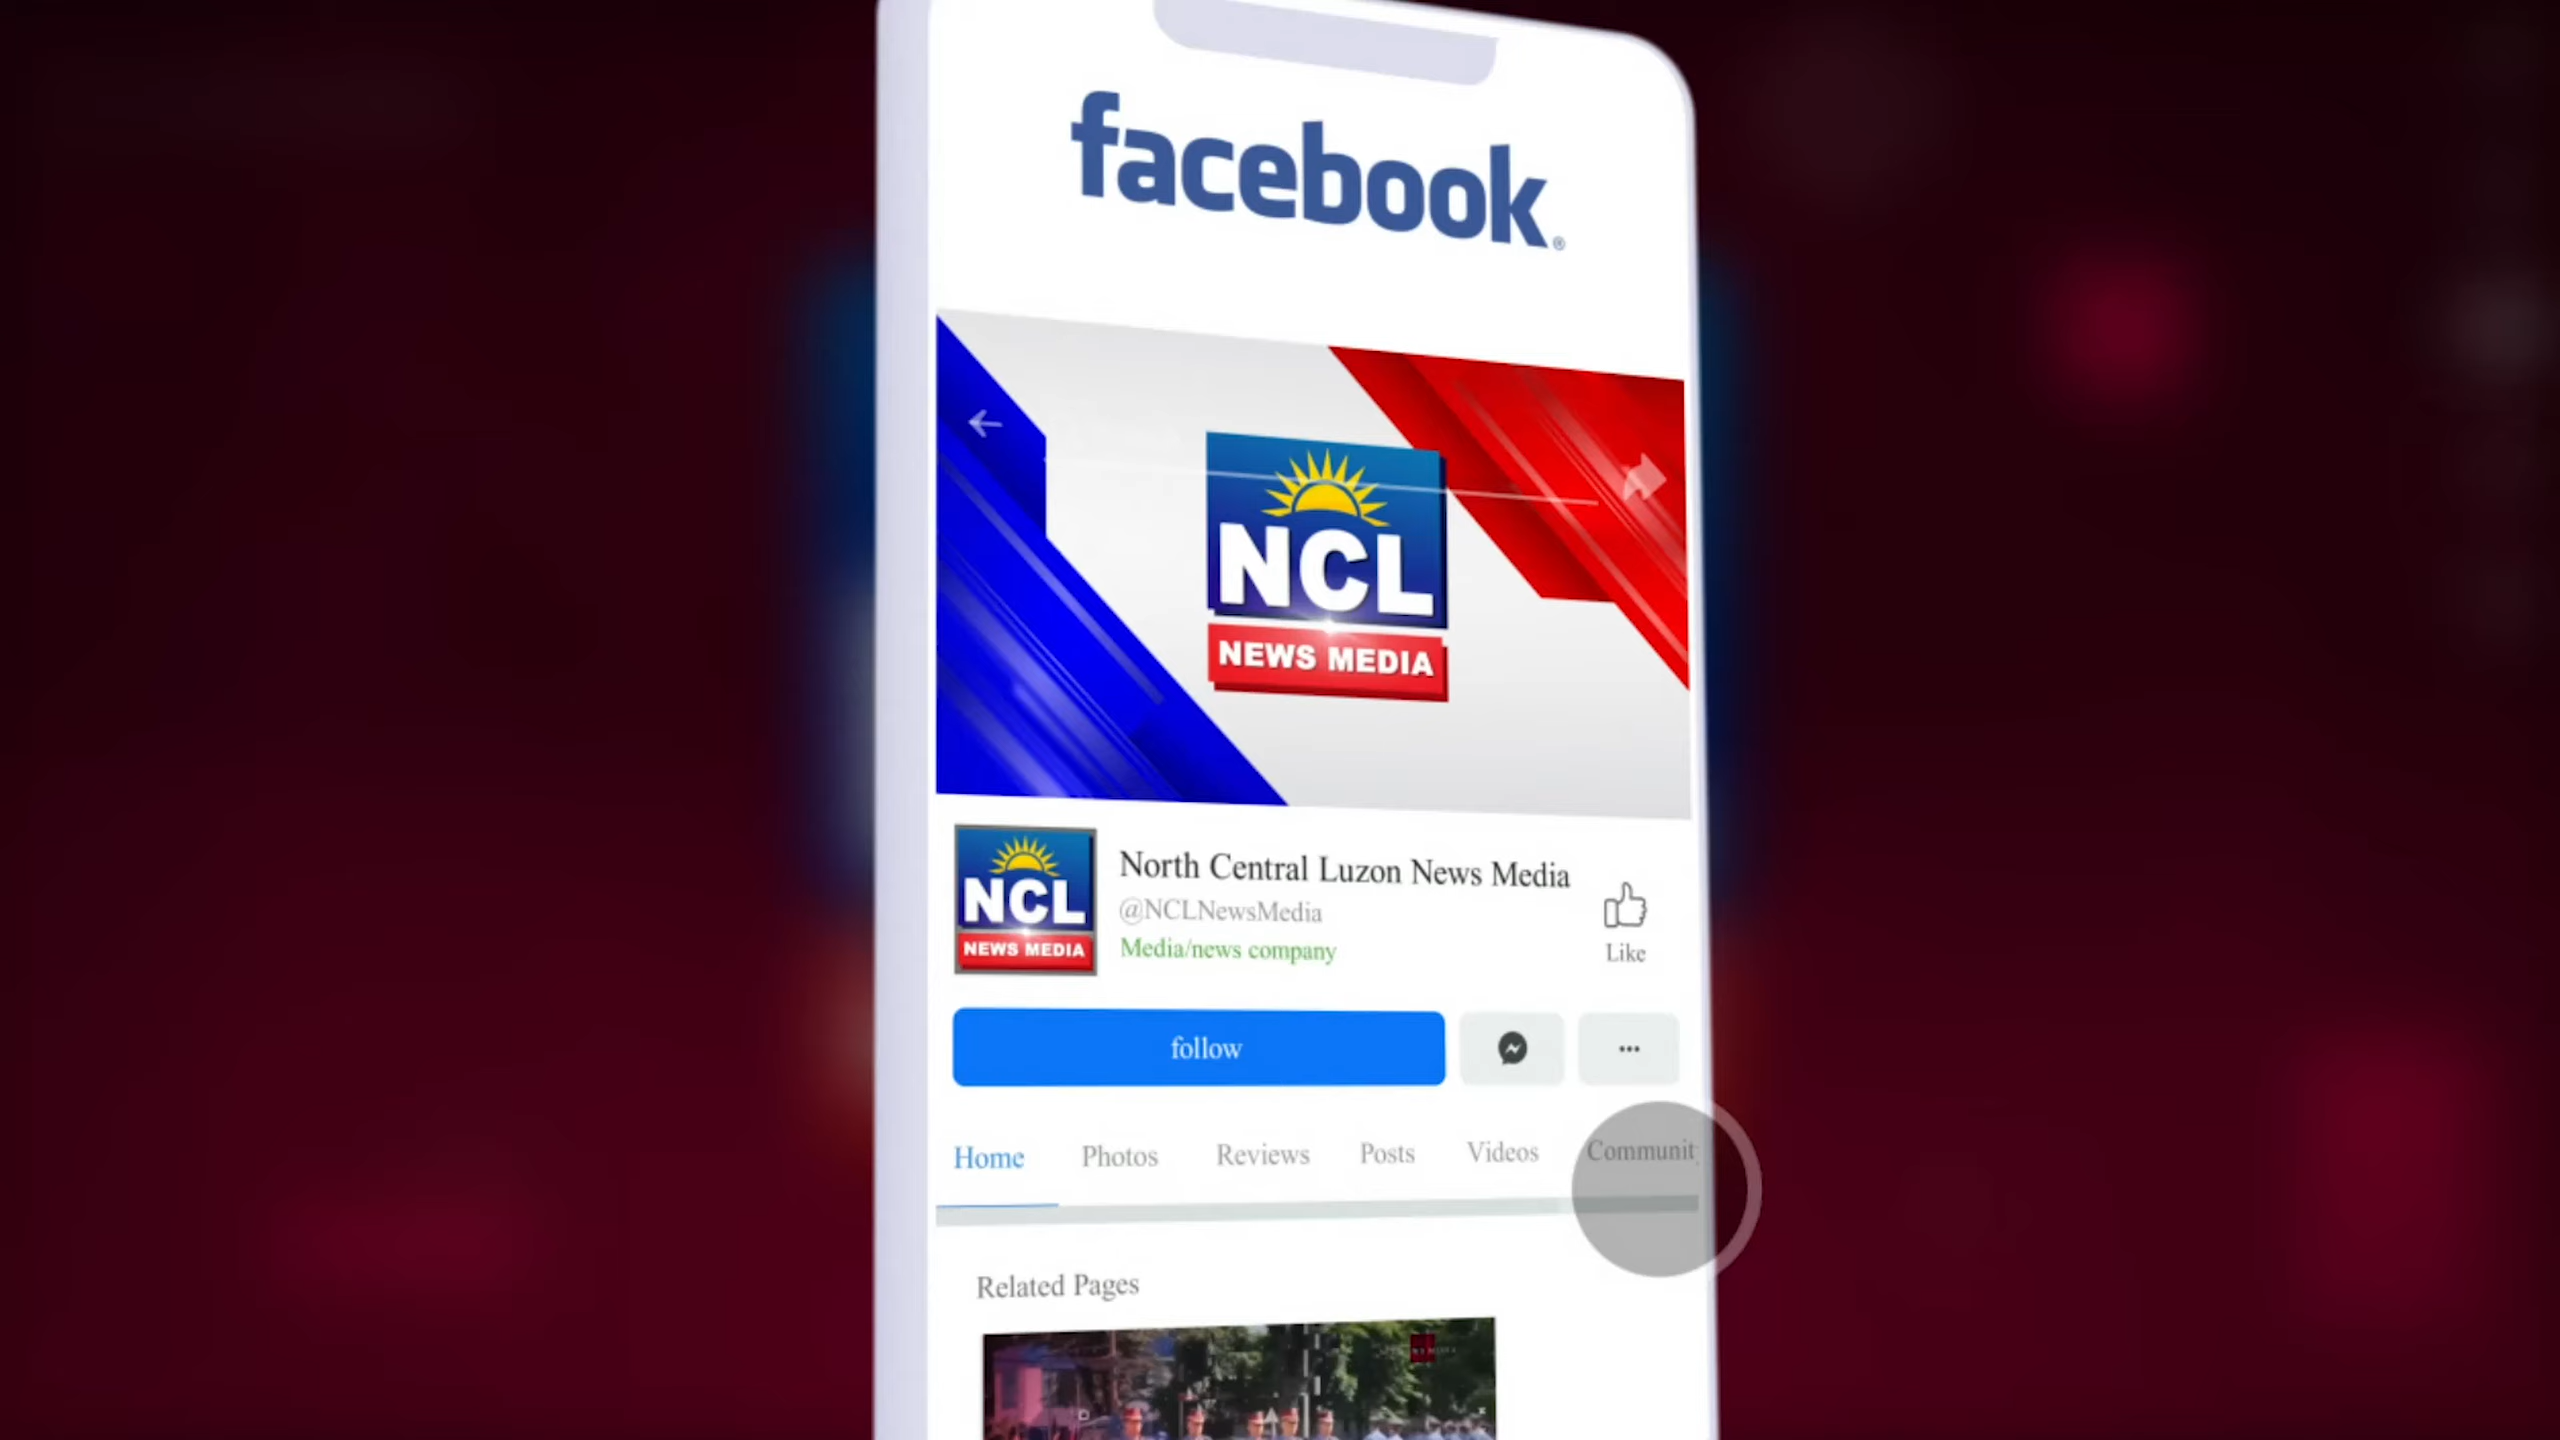 facebook®
NCL
NEWS MEDIA
NCL
NEWS MEDIA
North Central Luzon News Media
@NCLNewsMedia
Media/news company
Like
follow
Home Photos Reviews Posts Videos Communit
Related Pages